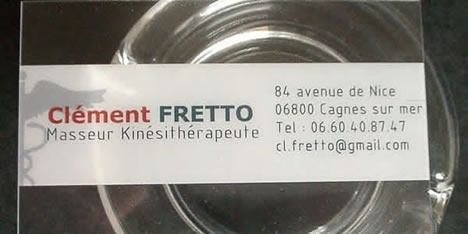 Clément FRETTO
Masseur Kinésithérapeute
84 avenue de Nice
06800 Cagnes sur mer
Tel : 06.60.40.87.47
cl.fretto@gmail.com